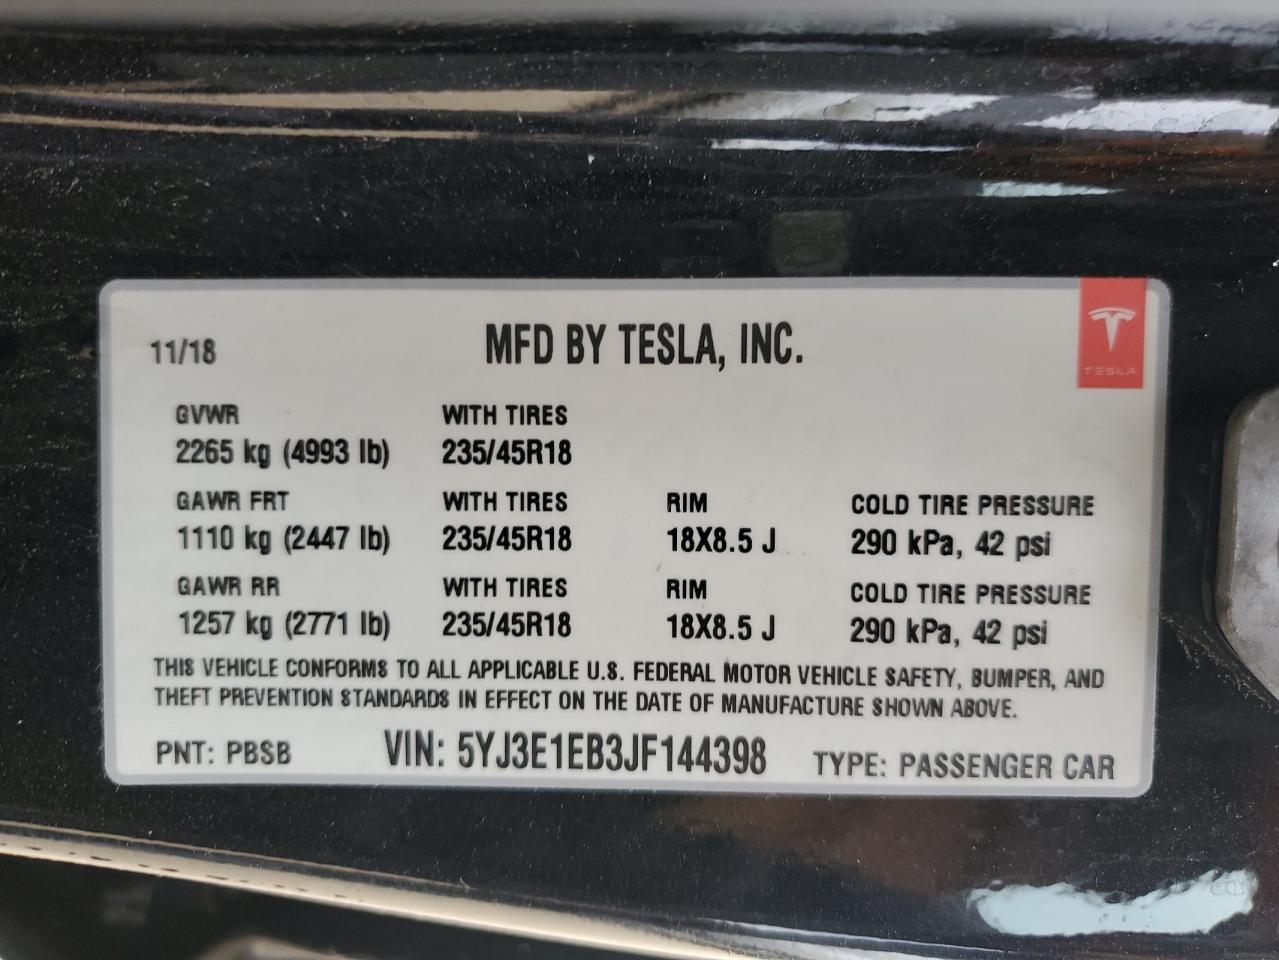 11/18 MFD BY TESLA, INC.
TESLA
GVWR WITH TIRES
2265 kg (4993 lb) 235/45R18
GAWR FRT WITH TIRES RIM COLD TIRE PRESSURE
1110 kg (2447 lb) 235/45R18 18X8.5 J 290 kPa, 42 psi
GAWR RR WITH TIRES RIM COLD TIRE PRESSURE
1257 kg (2771 lb) 235/45R18 18X8.5 J 290 kPa, 42 psi
THIS VEHICLE CONFORMS TO ALL APPLICABLE U.S. FEDERAL MOTOR VEHICLE SAFETY, BUMPER, AND
THEFT PREVENTION STANDARDS IN EFFECT ON THE DATE OF MANUFACTURE SHOWN ABOVE.
PNT: PBSB VIN: 5YJ3E1EB3JF144398 TYPE: PASSENGER CAR